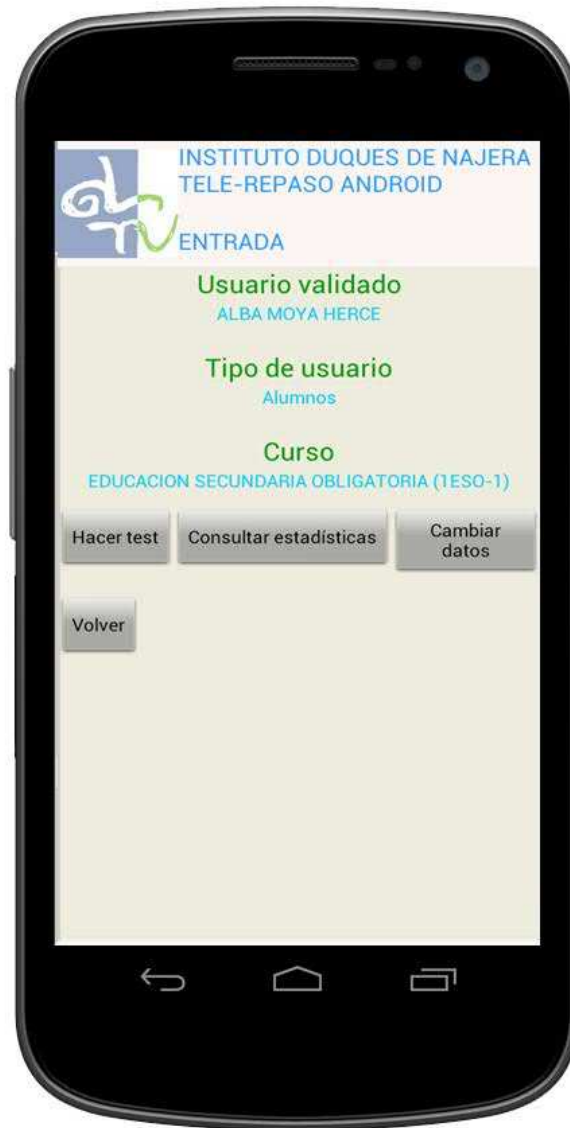 INSTITUTO DUQUES DE NAJERA
TELE-REPASO ANDROID
ENTRADA
Usuario validado
ALBA MOYA HERCE
Tipo de usuario
Alumnos
Curso
EDUCACION SECUNDARIA OBLIGATORIA (1ESO-1)
Hacer test
Consultar estadísticas
Cambiar
datos
Volver